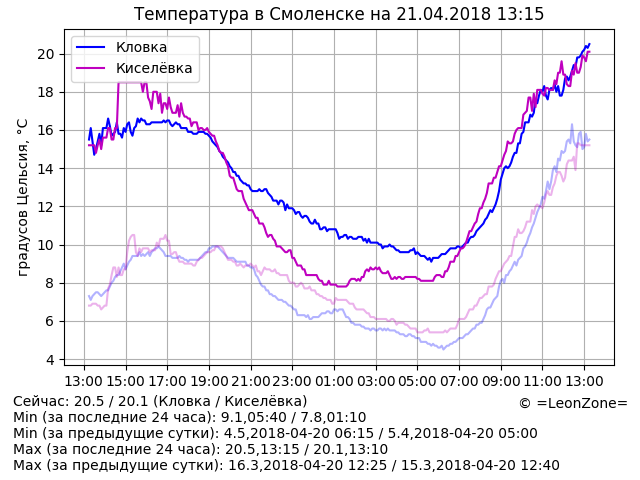 Температура в Смоленске на 21.04.2018 13:15
Кловка
Киселёвка
градусов Цельсия, °C
20
18
16
14
12
10
8
6
4
13:00 15:00 17:00 19:00 21:00 23:00 01:00 03:00 05:00 07:00 09:00 11:00 13:00
Сейчас: 20.5 / 20.1 (Кловка / Киселёвка)
© =LeonZone=
Min (за последние 24 часа): 9.1,05:40 / 7.8,01:10
Min (за предыдущие сутки): 4.5,2018-04-20 06:15 / 5.4,2018-04-20 05:00
Max (за последние 24 часа): 20.5,13:15 / 20.1,13:10
Max (за предыдущие сутки): 16.3,2018-04-20 12:25 / 15.3,2018-04-20 12:40